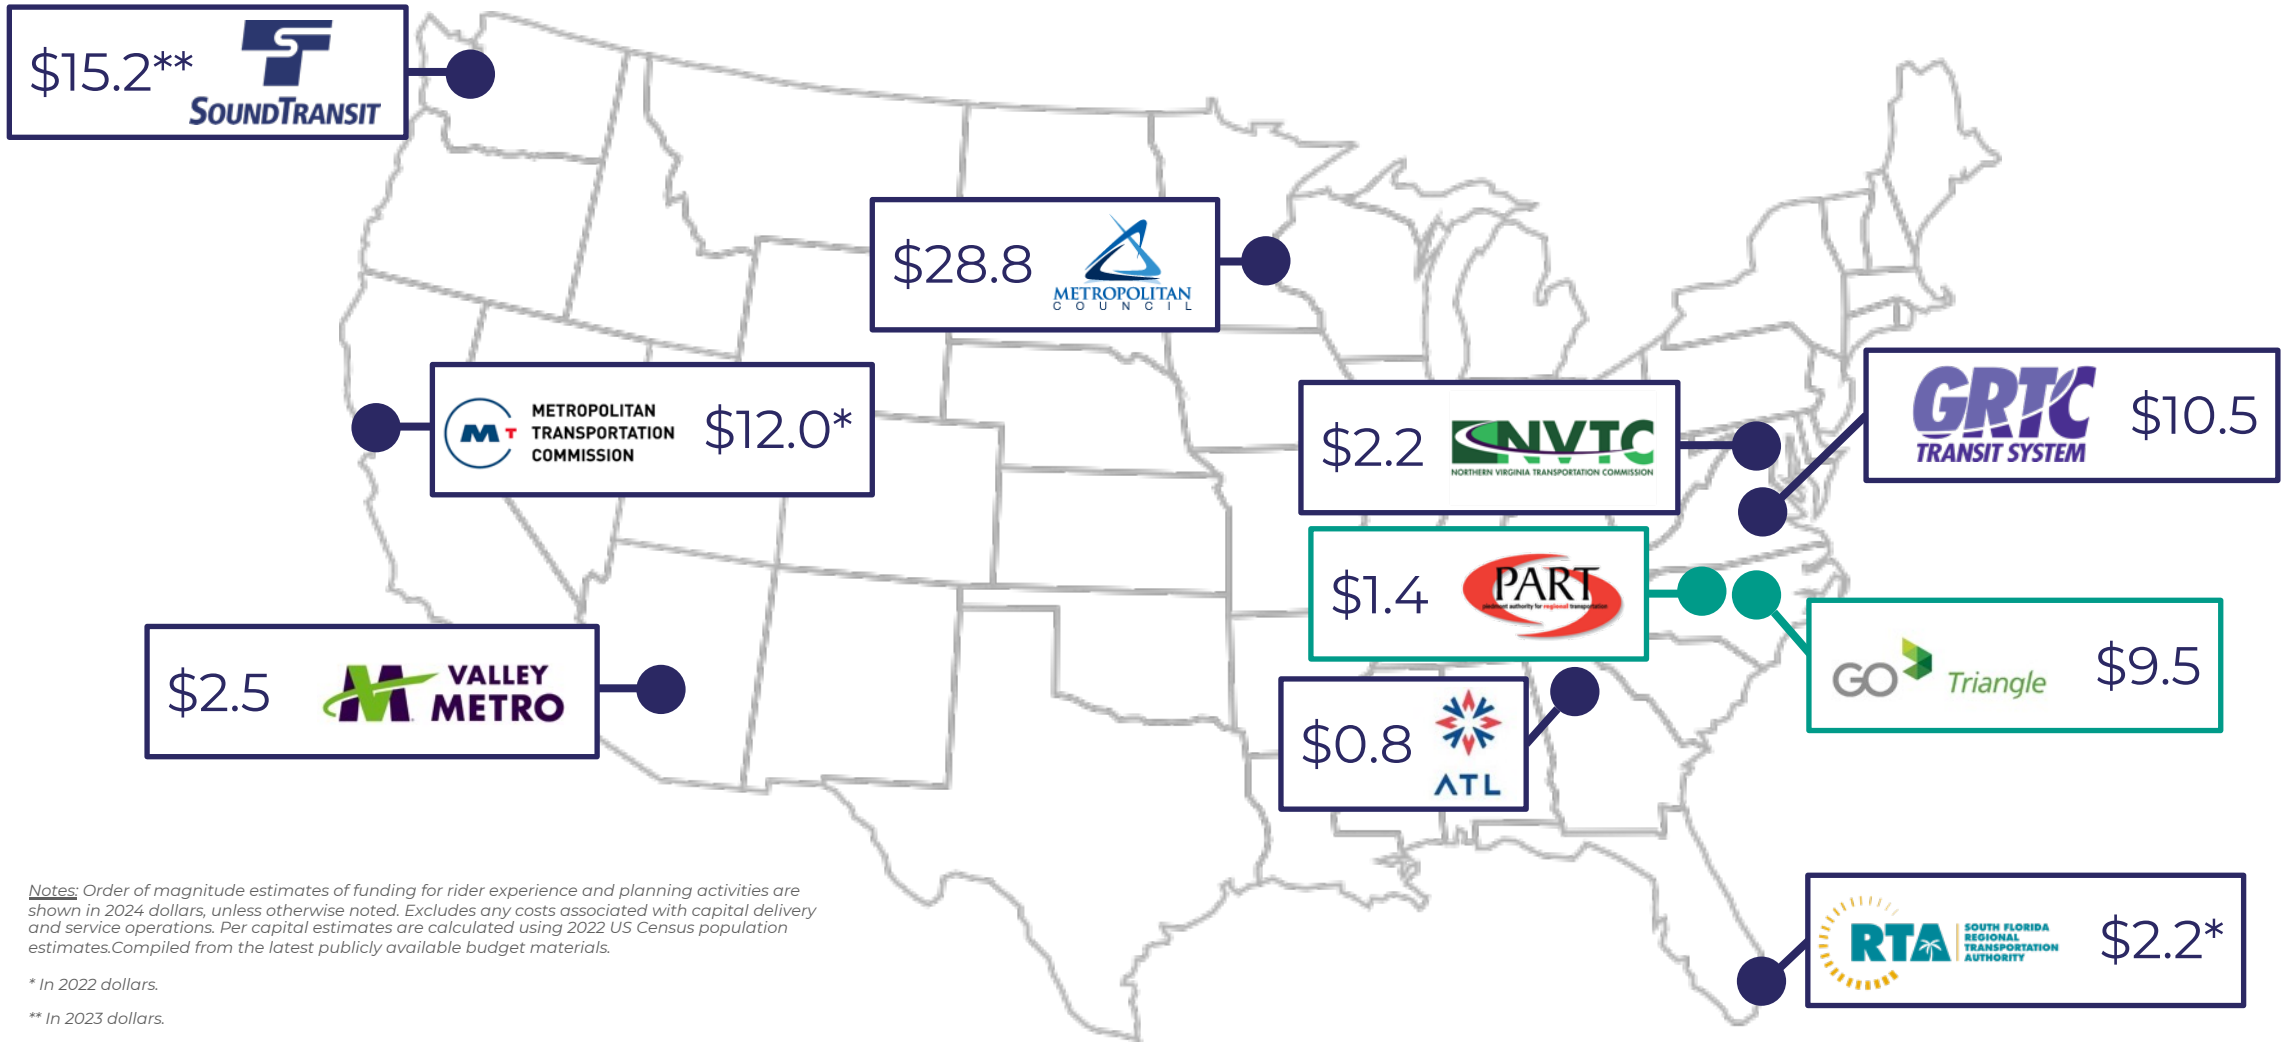 $15.2**
SOUNDTRANSIT
$28.8
METROPOLITAN
COUNCIL
METROPOLITAN
TRANSPORTATION
COMMISSION
M T
$12.0*
$2.2
NVTC
NORTHERN VIRGINIA TRANSPORTATION COMMISSION
GRTC
TRANSIT SYSTEM
$10.5
$1.4
PART
piedmont authority for regional transportation
GO
Triangle
$9.5
$2.5
VALLEY
METRO
$0.8
ATL
RTA
SOUTH FLORIDA
REGIONAL
TRANSPORTATION
AUTHORITY
$2.2*
Notes: Order of magnitude estimates of funding for rider experience and planning activities are
shown in 2024 dollars, unless otherwise noted. Excludes any costs associated with capital delivery
and service operations. Per capital estimates are calculated using 2022 US Census population
estimates.Compiled from the latest publicly available budget materials.
* In 2022 dollars.
** In 2023 dollars.